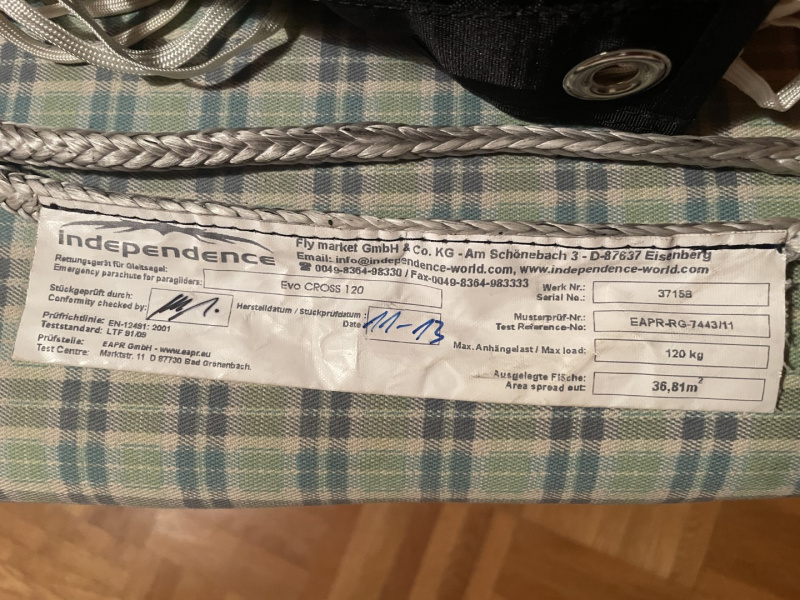 independence
Fly market GmbH & Co. KG - Am Schönebach 3 - D-87637 Eisenberg
Email: info@independence-world.com, www.independence-world.com
☎ 0049-8364-98330 / Fax-0049-8364-983333
Rettungsgerät für Gleitsegel:
Emergency parachute for paragliders:
Evo CROSS 120
Stückgeprüft durch:
Conformity checked by:
Herstelldatum / Stückprüfdatum:
Date
11-13
Prüfrichtlinie: EN-12491: 2001
Teststandard: LTF 91/09
Prüfstelle: EAPR GmbH - www.eapr.eu
Test Centre: Marktstr. 11 D 87730 Bad Grönenbach.
Werk Nr.:
Serial No.:
37158
Musterprüf-Nr.:
Test Reference-No:
EAPR-RG-7443/11
Max. Anhängelast / Max load:
120 kg
Ausgelegte Fläche:
Area spread out:
36,81m²